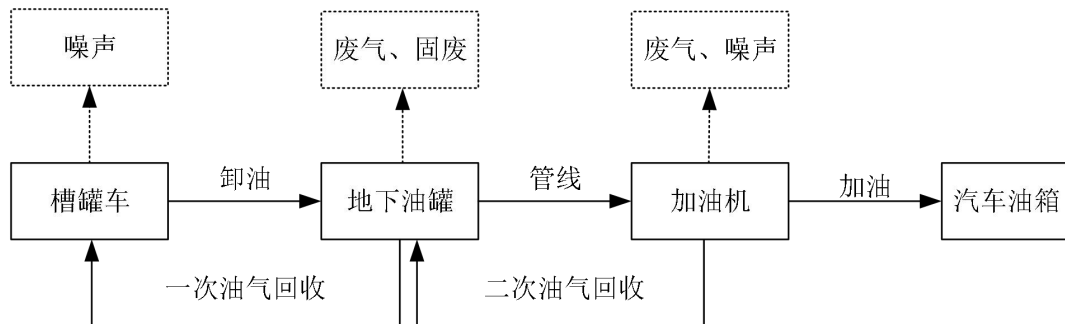 噪声
废气、固废
废气、噪声
槽罐车
卸油
地下油罐
管线
加油机
加油
汽车油箱
一次油气回收
二次油气回收